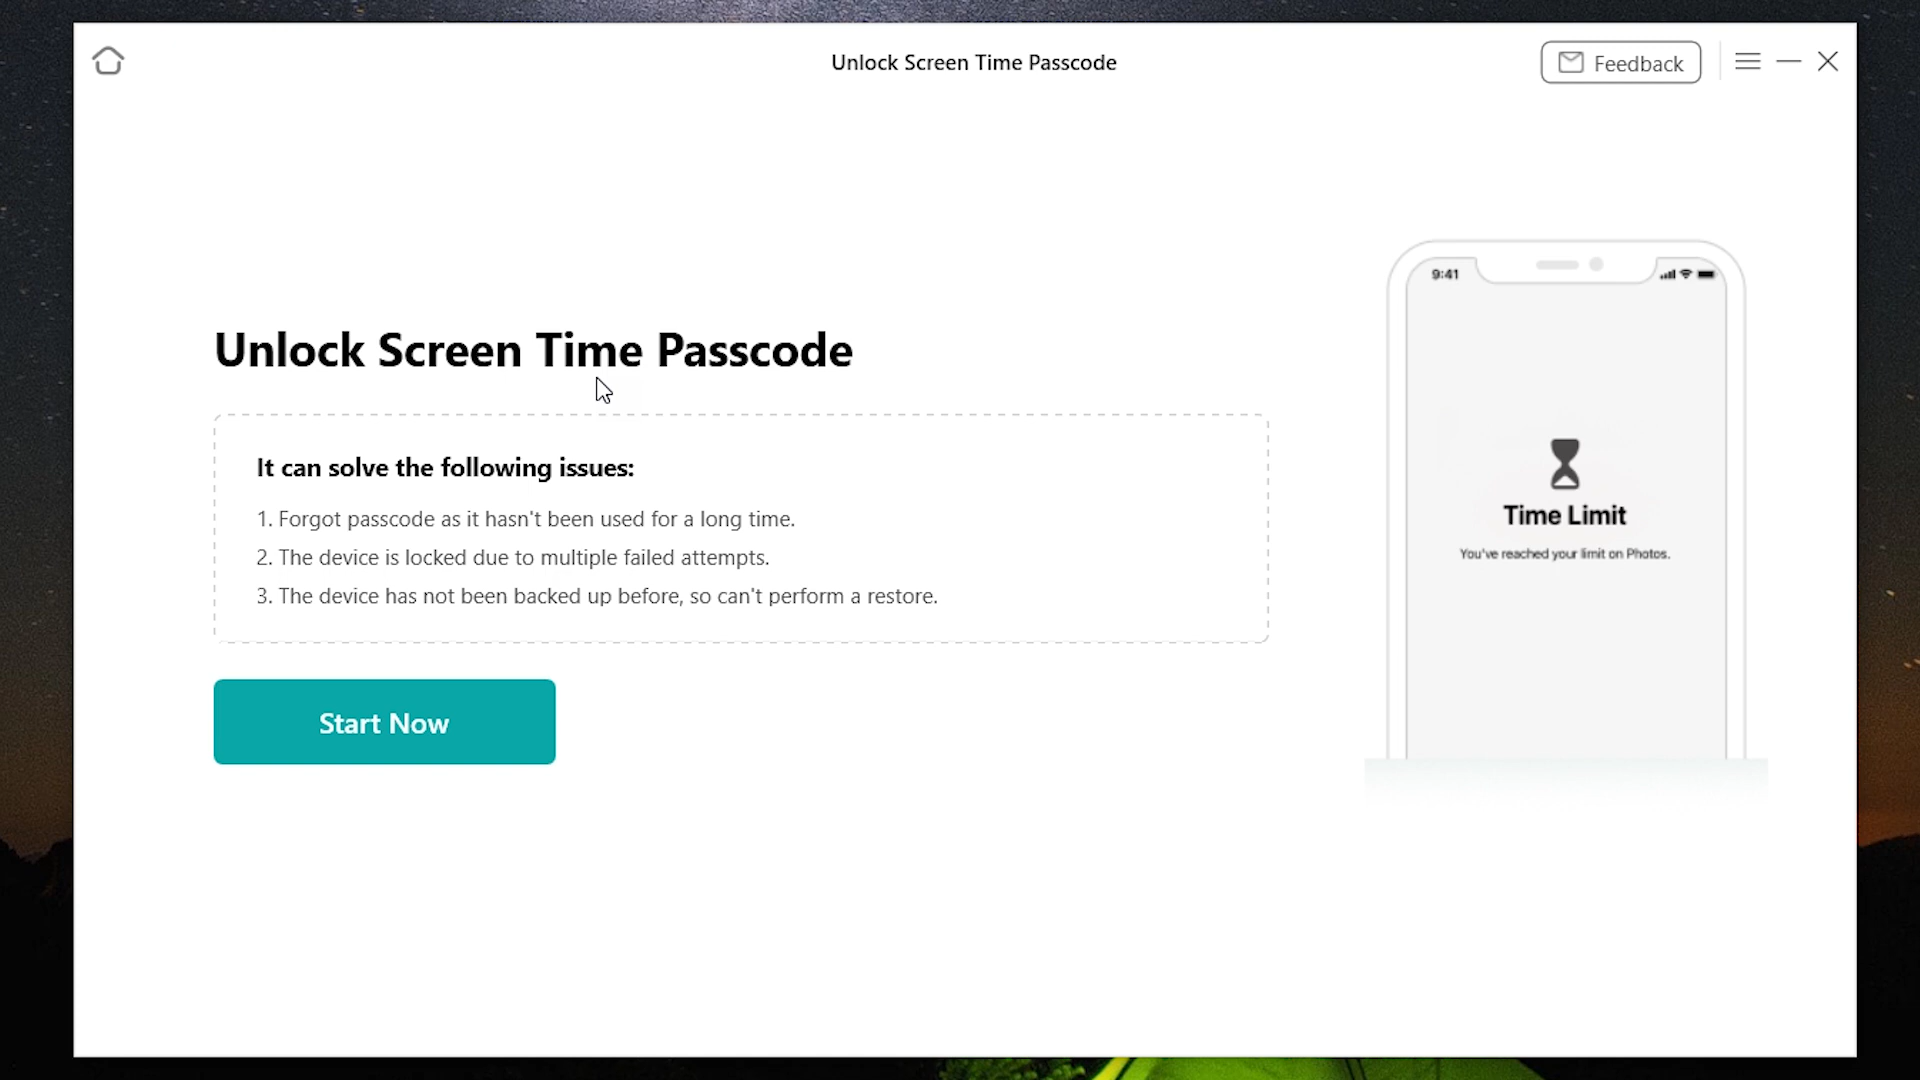 Unlock Screen Time Passcode
Feedback
9:41
Unlock Screen Time Passcode
It can solve the following issues:
1. Forgot passcode as it hasn't been used for a long time.
2. The device is locked due to multiple failed attempts.
3. The device has not been backed up before, so can't perform a restore.
Start Now
Time Limit
You've reached your limit on Photos.